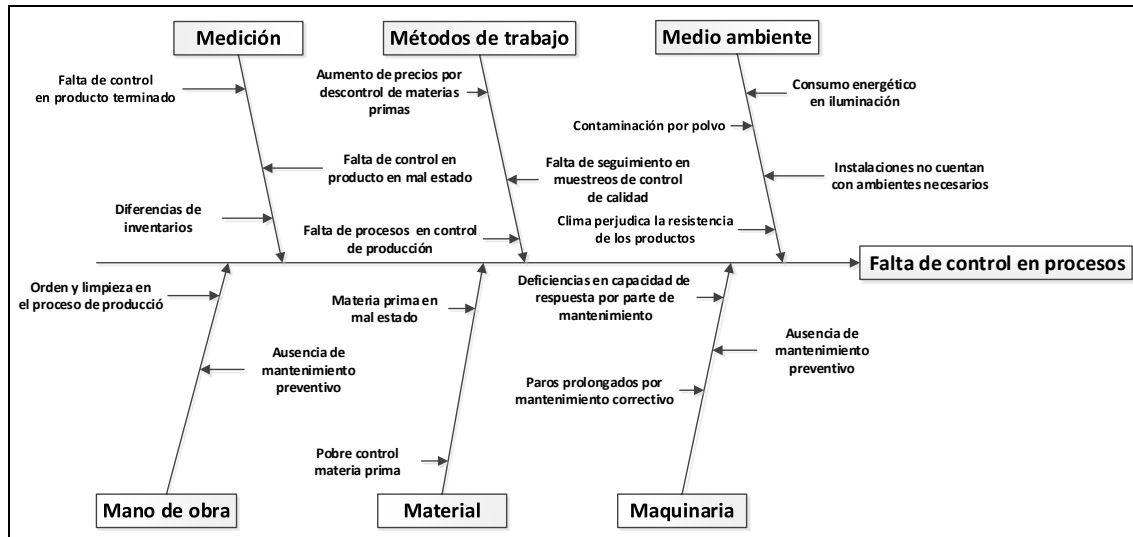 Medición
Métodos de trabajo
Medio ambiente
Falta de control
en producto terminado
Aumento de precios por
descontrol de materias
primas
Consumo energético
en iluminación
Contaminación por polvo
Falta de control en
producto en mal estado
Falta de seguimiento en
muestreos de control
de calidad
Instalaciones no cuentan
con ambientes necesarios
Diferencias de
inventarios
Falta de procesos en control
de producción
Clima perjudica la resistencia
de los productos
Falta de control en procesos
Orden y limpieza en
el proceso de producció
Materia prima en
mal estado
Deficiencias en capacidad de
respuesta por parte de
mantenimiento
Ausencia de
mantenimiento
preventivo
Ausencia de
mantenimiento
preventivo
Paros prolongados por
mantenimiento correctivo
Pobre control
materia prima
Mano de obra
Material
Maquinaria